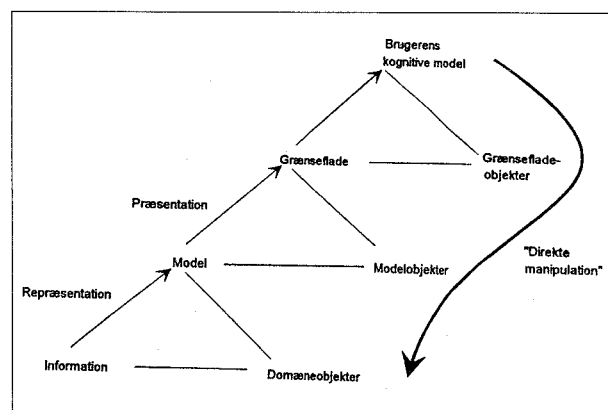 Brugerens
kognitive model
Grænseflade
Grænseflade-
objekter
Præsentation
"Direkte
manipulation"
Model
Modelobjekter
Repræsentation
Information
Domæneobjekter